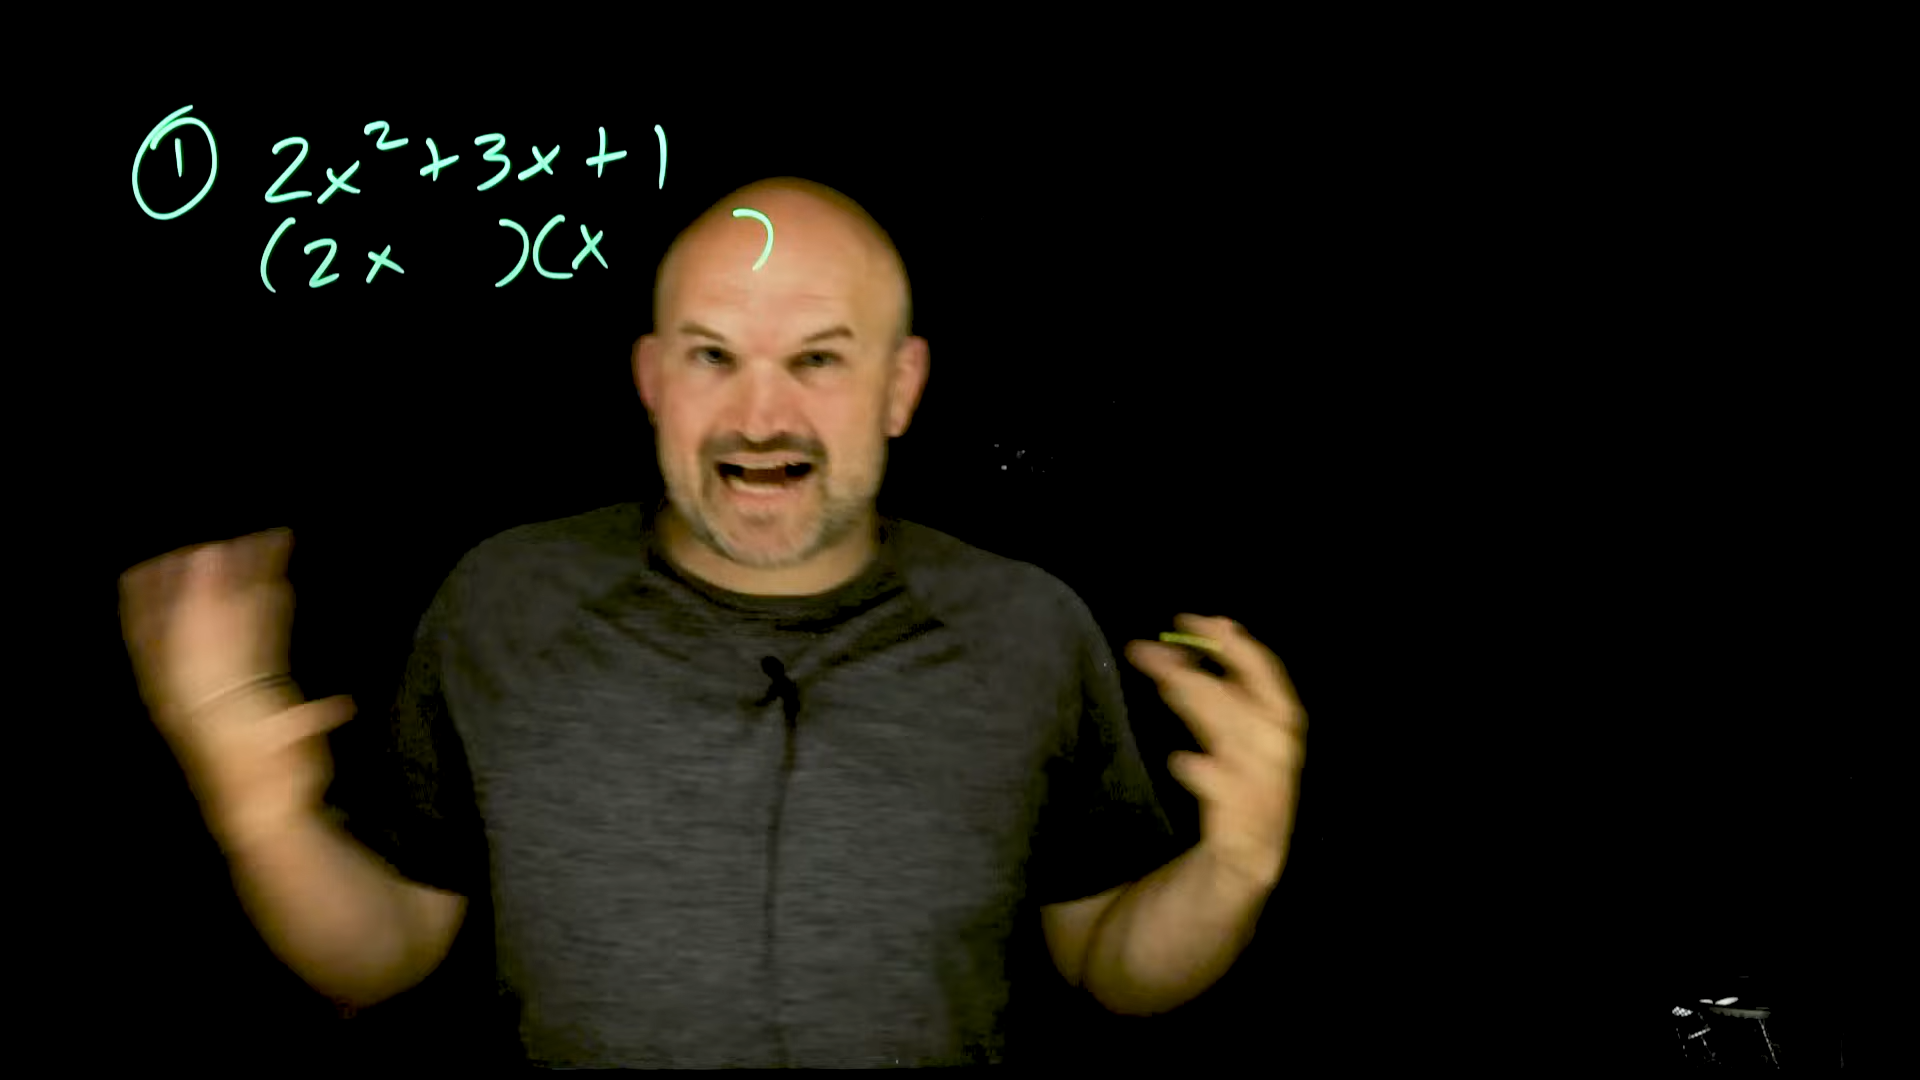 ① 2x²+3x+1
(2x )(x )